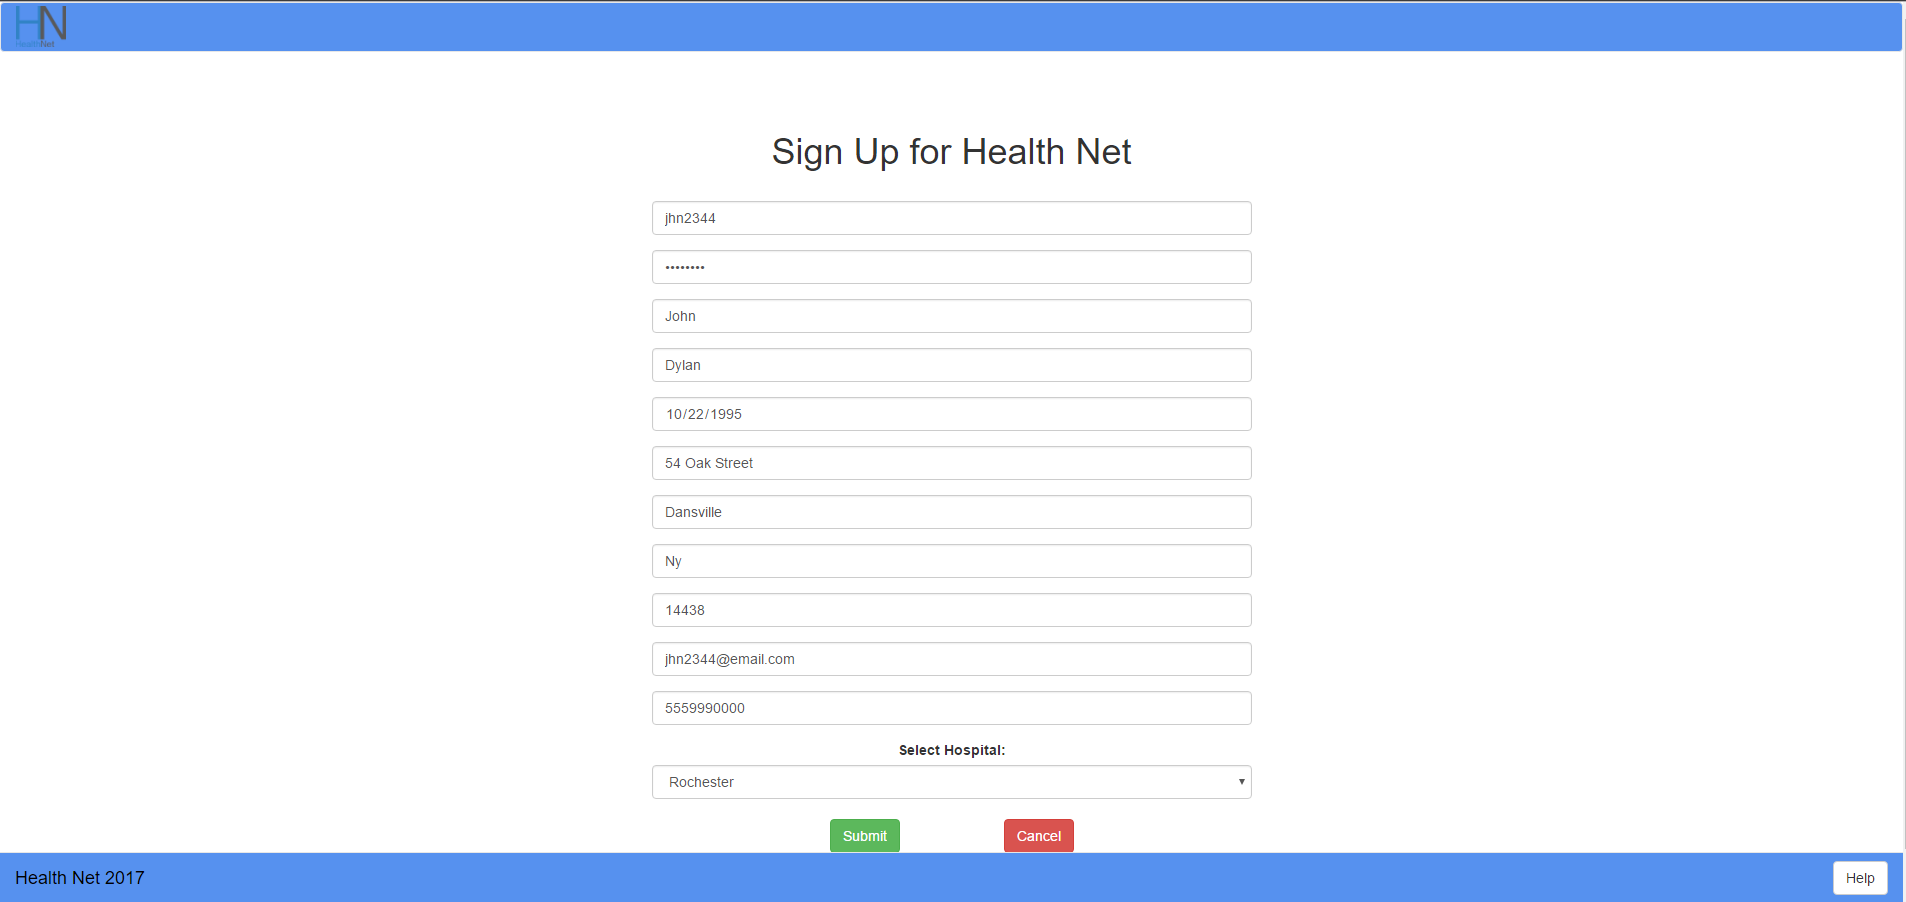 HN
HealthNet
Sign Up for Health Net
jhn2344
••••••••
John
Dylan
10/22/1995
54 Oak Street
Dansville
Ny
14438
jhn2344@email.com
5559990000
Select Hospital:
Rochester
Submit
Cancel
Health Net 2017
Help